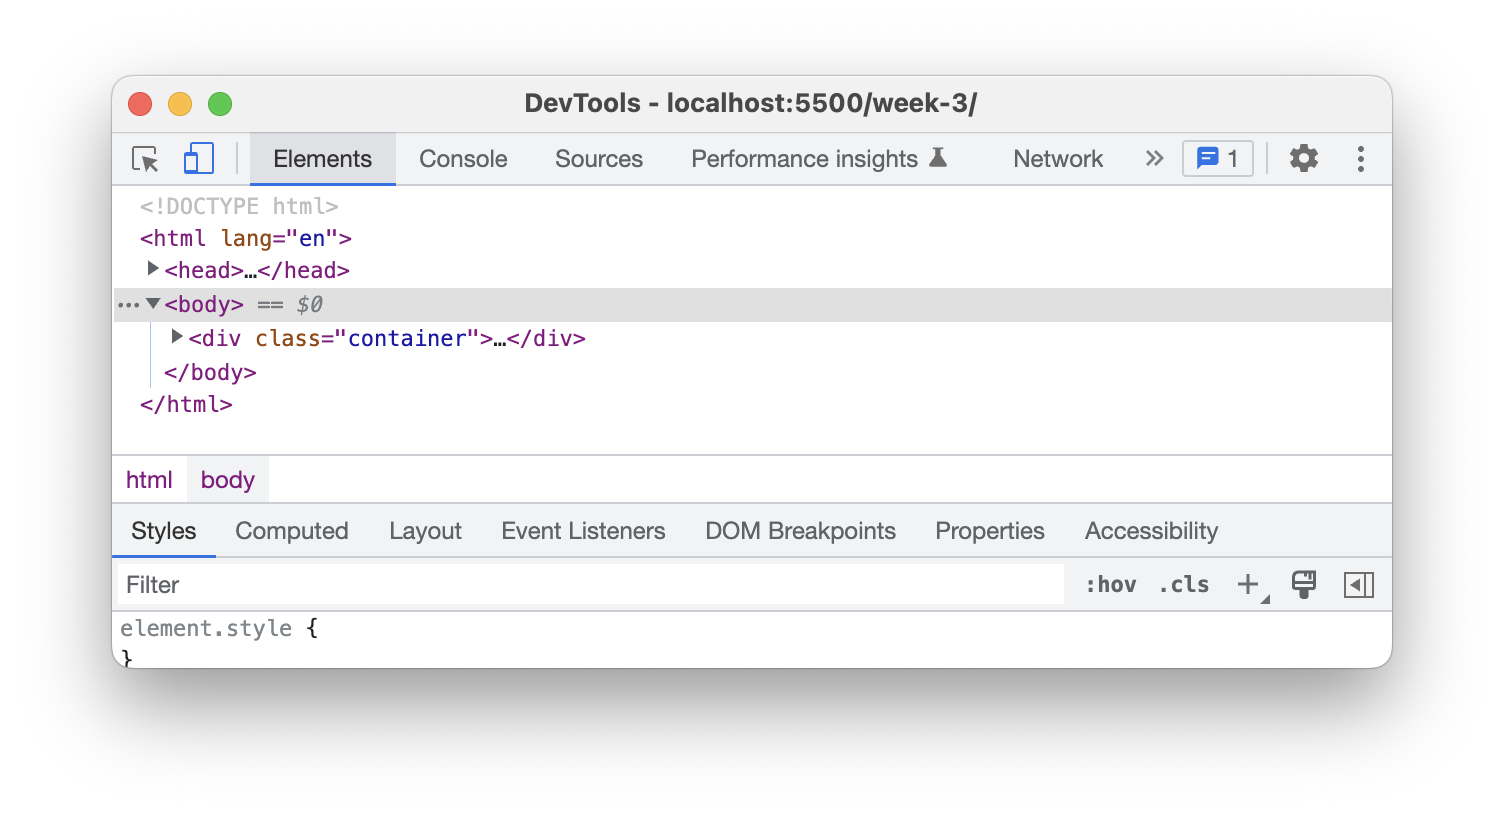 DevTools - localhost:5500/week-3/
Elements Console Sources Performance insights Network » 1
<!DOCTYPE html>
<html lang="en">
<head>…</head>
<body> == $0
<div class="container">…</div>
</body>
</html>
html body
Styles Computed Layout Event Listeners DOM Breakpoints Properties Accessibility
Filter :hov .cls +
element.style {
}